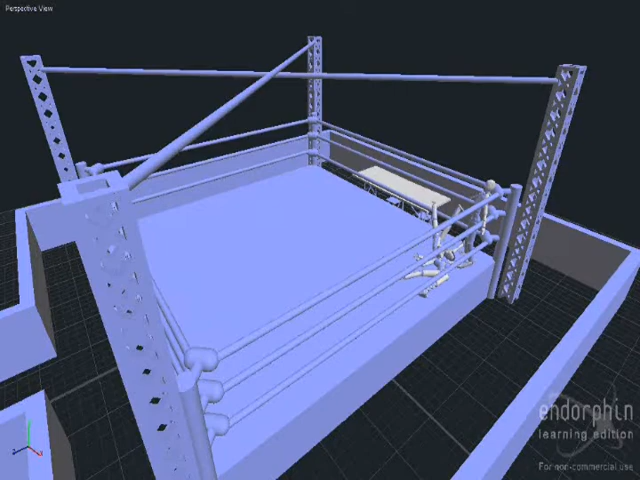 Perspective View
endorphin
learning edition
For non-commercial use